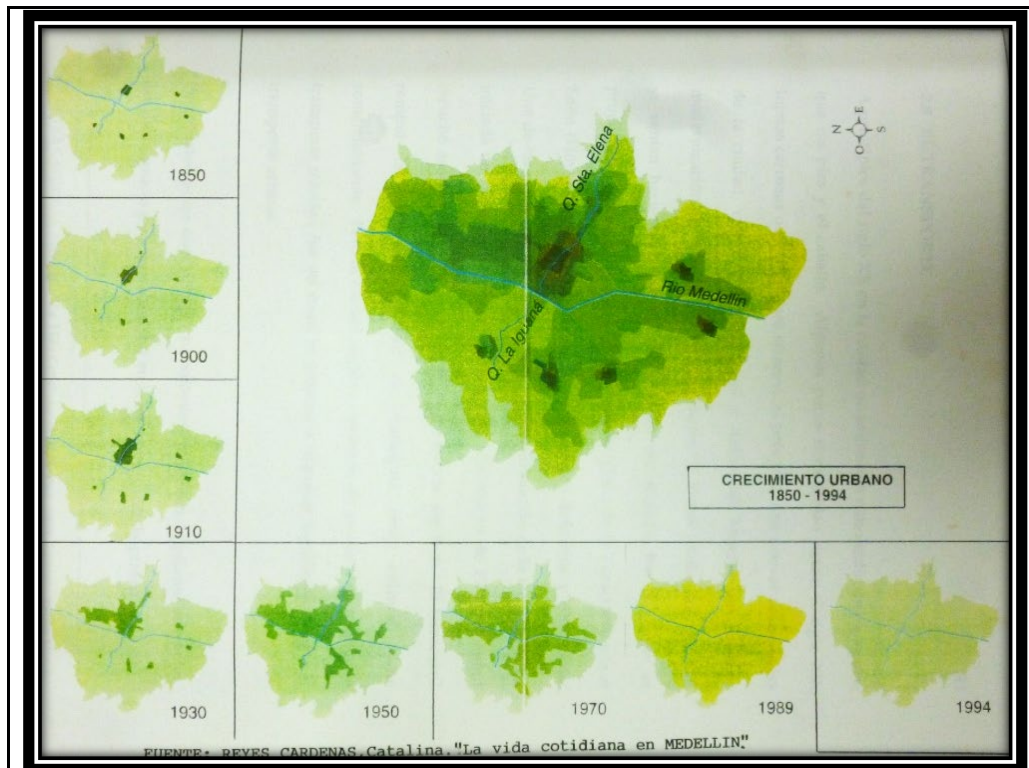 1850
1900
1910
N
E
S
O
Q. Sta. Elena
Rio Medellín
Q. La Iguaná
CRECIMIENTO URBANO
1850 - 1994
1930
1950
1970
1989
1994
FUENTE: REYES CARDENAS.Catalina."La vida cotidiana en MEDELLIN".